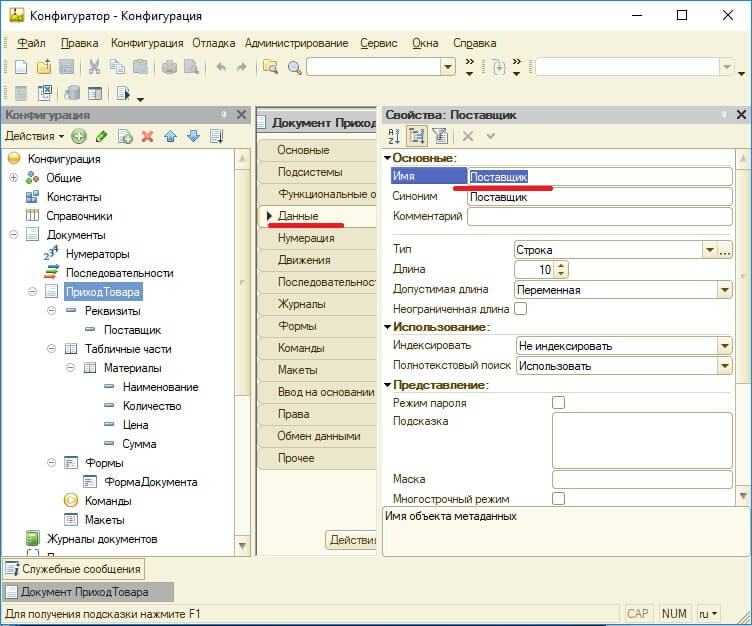 Конфигуратор - Конфигурация
Файл Правка Конфигурация Отладка Администрирование Сервис Окна Справка
Конфигурация
Действия
Конфигурация
Общие
Константы
Справочники
Документы
Нумераторы
Последовательности
ПриходТовара
Реквизиты
Поставщик
Табличные части
Материалы
Наименование
Количество
Цена
Сумма
Формы
ФормаДокумента
Команды
Макеты
Журналы документов
Документ Приход
Основные
Подсистемы
Функциональные о
Данные
Нумерация
Движения
Последовательнос
Журналы
Формы
Команды
Макеты
Ввод на основании
Права
Обмен данными
Прочее
Действи
Свойства: Поставщик
Основные:
Имя Поставщик
Синоним Поставщик
Комментарий
Тип Строка
Длина 10
Допустимая длина Переменная
Неограниченная длина
Использование:
Индексировать Не индексировать
Полнотекстовый поиск Использовать
Представление:
Режим пароля
Подсказка
Маска
Многострочный режим
Имя объекта метаданных
Служебные сообщения
Документ ПриходТовара
Для получения подсказки нажмите F1
CAP NUM ru